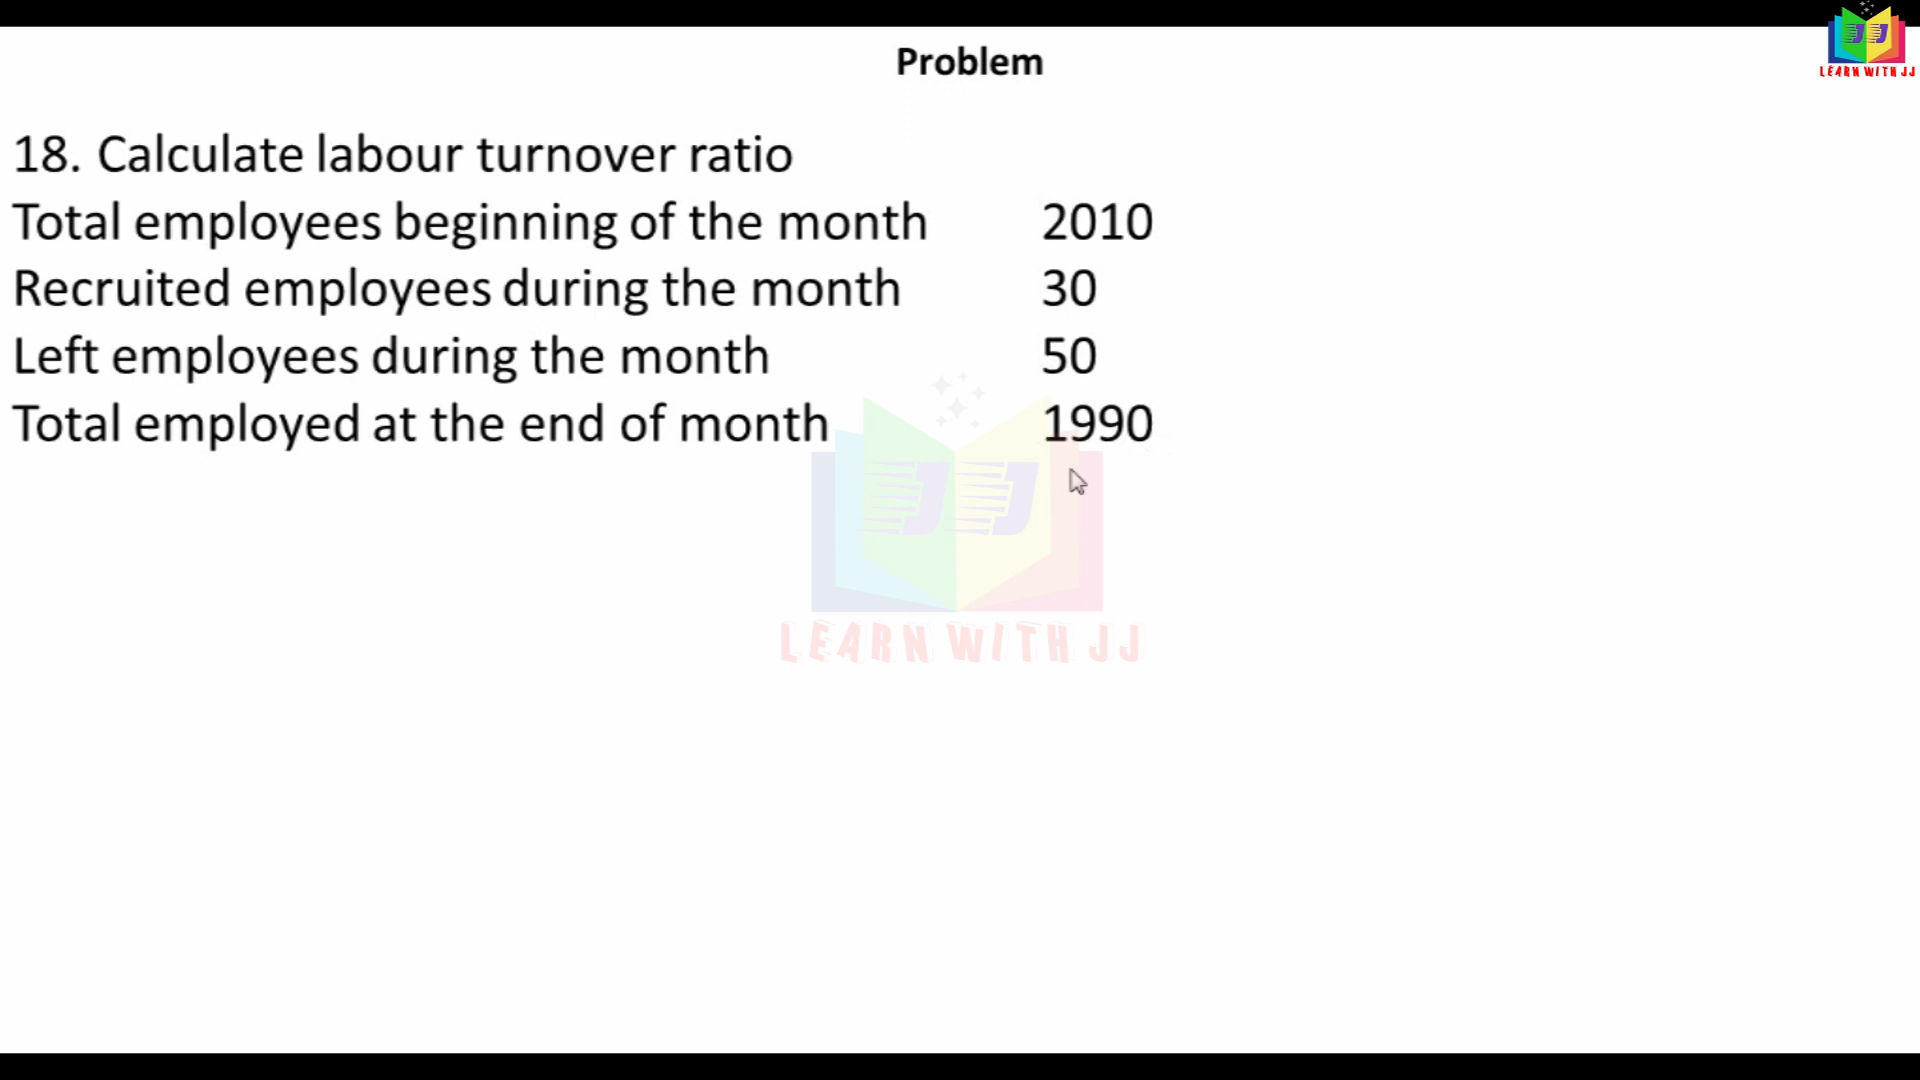 Problem
JJ
LEARN WITH JJ
18. Calculate labour turnover ratio
Total employees beginning of the month 2010
Recruited employees during the month 30
Left employees during the month 50
Total employed at the end of month 1990
JJ
LEARN WITH JJ